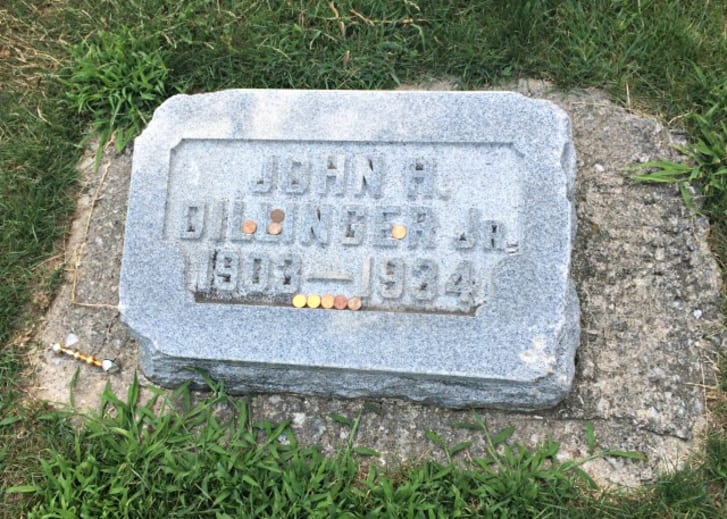 JOHN H.
DILLINGER JR.
1903—1934